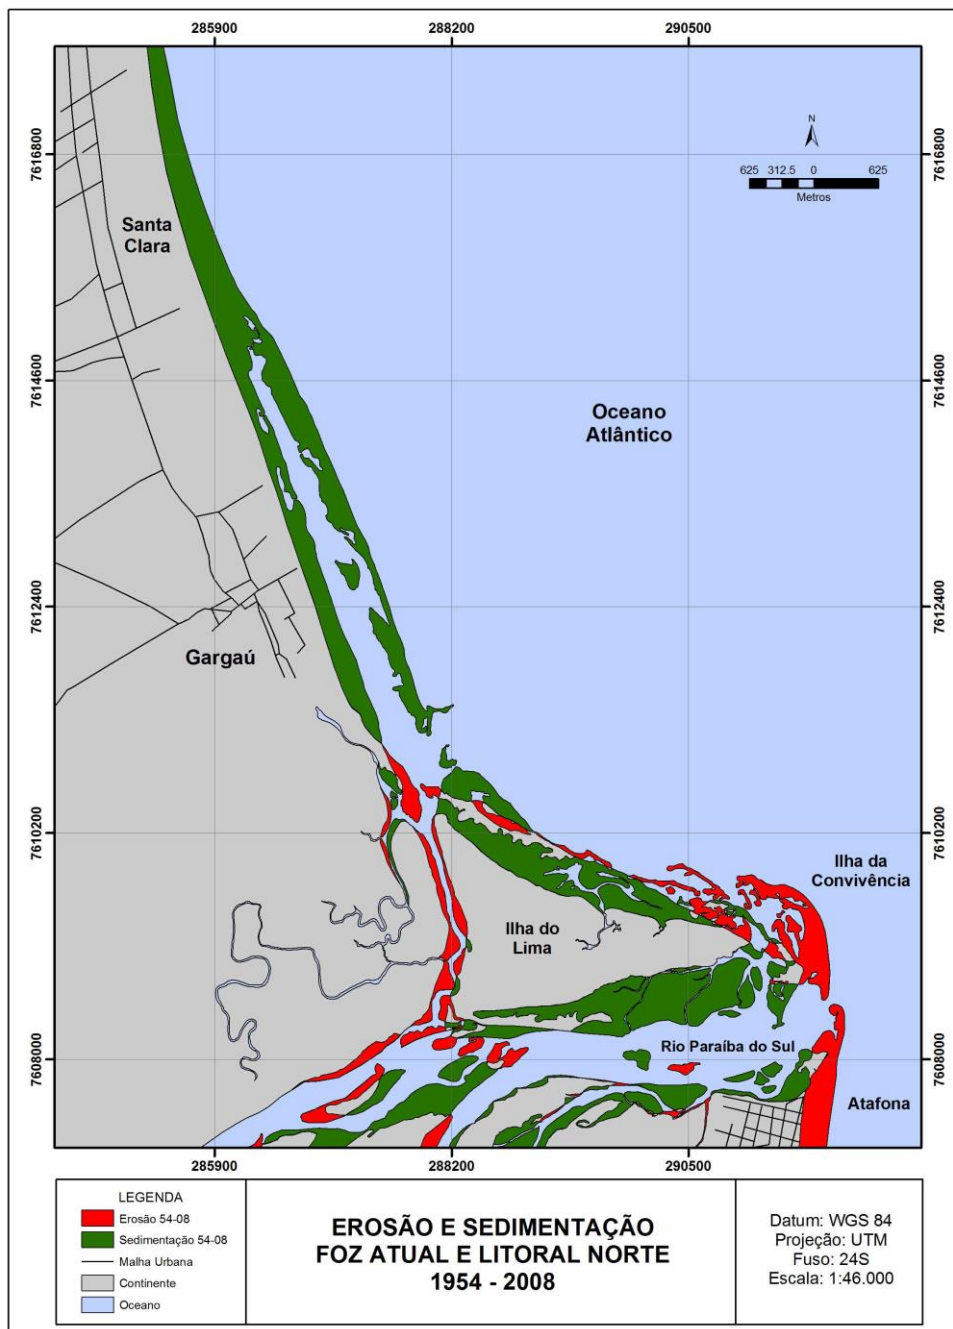 285900 288200 290500
N
625 312.5 0 625
Metros
7616800 7616800
Santa
Clara
7614600 7614600
Oceano
Atlântico
7612400 7612400
Gargaú
7610200 7610200
Ilha da
Convivência
Ilha do
Lima
Rio Paraíba do Sul
7608000 7608000
Atafona
285900 288200 290500
LEGENDA
Erosão 54-08
Sedimentação 54-08
Malha Urbana
Continente
Oceano
EROSÃO E SEDIMENTAÇÃO
FOZ ATUAL E LITORAL NORTE
1954 - 2008
Datum: WGS 84
Projeção: UTM
Fuso: 24S
Escala: 1:46.000